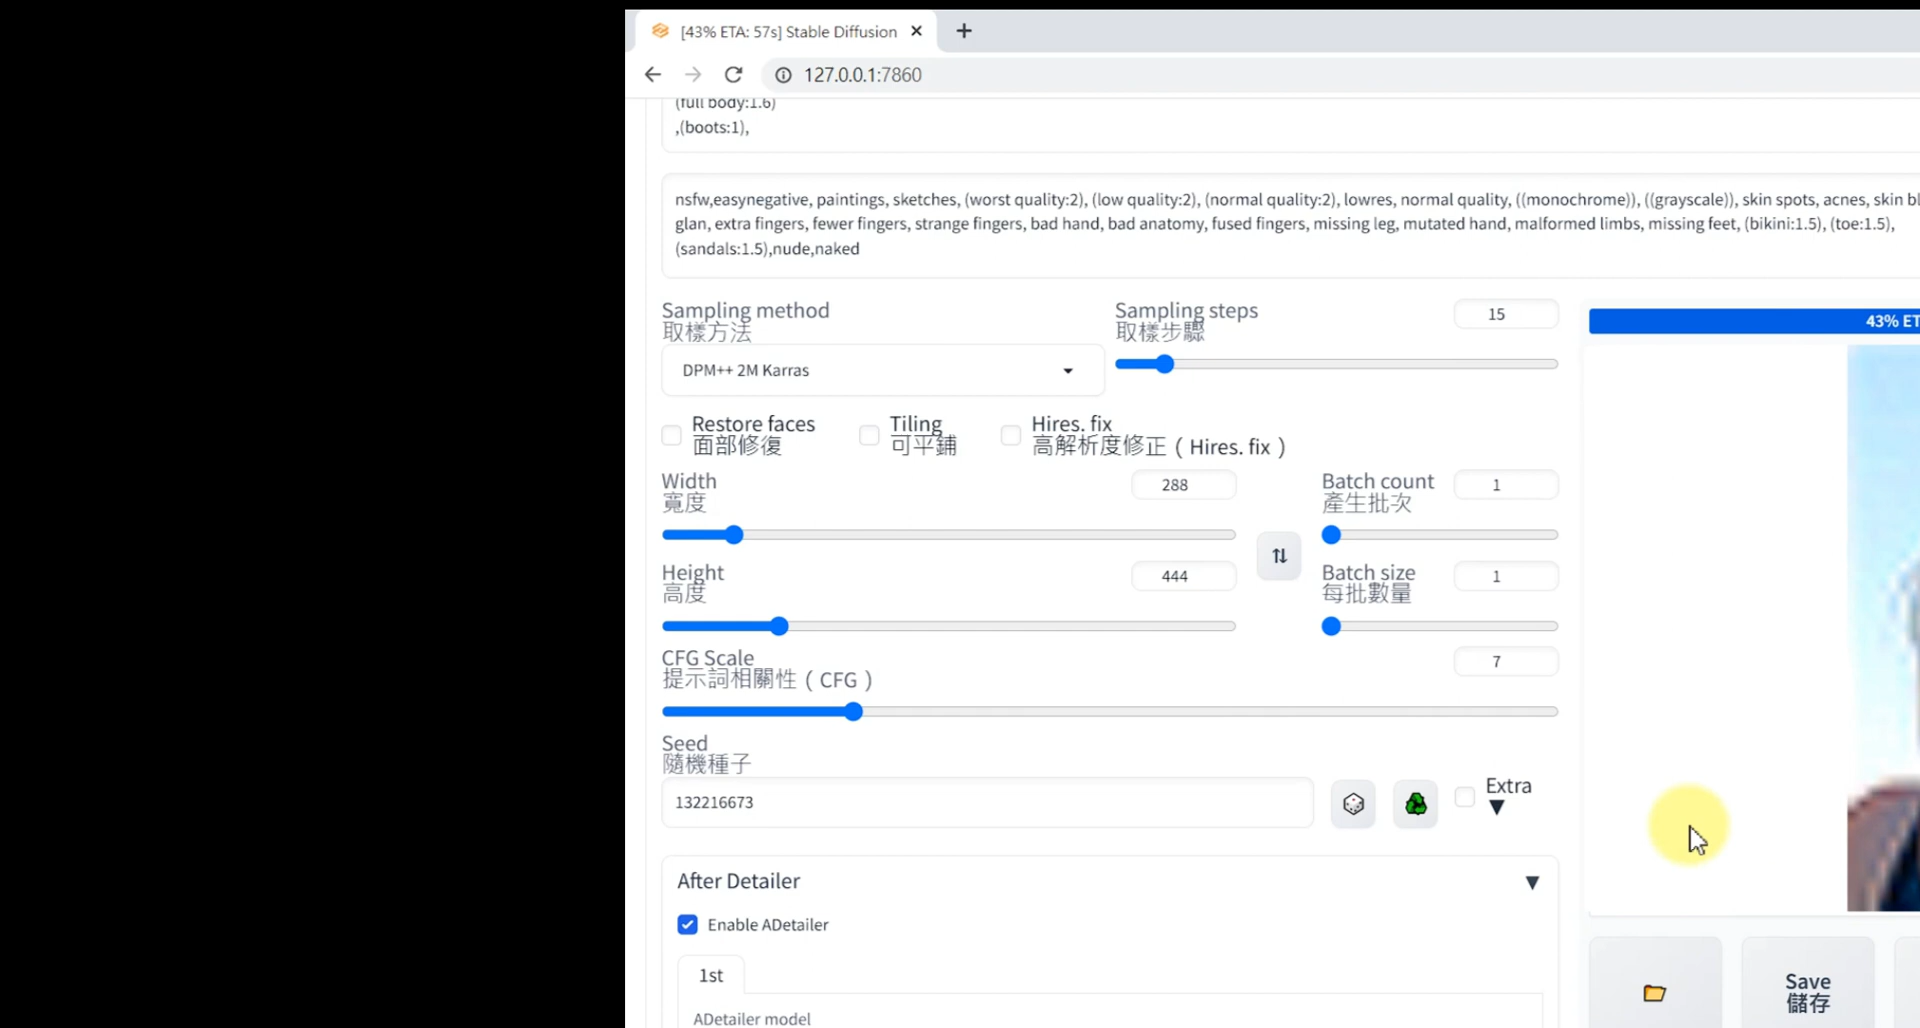 [43% ETA: 57s] Stable Diffusion
127.0.0.1:7860
(full body:1.6)
,(boots:1),
nsfw,easynegative, paintings, sketches, (worst quality:2), (low quality:2), (normal quality:2), lowres, normal quality, ((monochrome)), ((grayscale)), skin spots, acnes, skin
glan, extra fingers, fewer fingers, strange fingers, bad hand, bad anatomy, fused fingers, missing leg, mutated hand, malformed limbs, missing feet, (bikini:1.5), (toe:1.5),
(sandals:1.5),nude,naked
Sampling method
取樣方法
DPM++ 2M Karras
Sampling steps
取樣步驟
15
43%
Restore faces
面部修復
Tiling
可平鋪
Hires. fix
高解析度修正 ( Hires. fix )
Width
寬度
288
Batch count
產生批次
1
Height
高度
444
Batch size
每批數量
1
CFG Scale
提示詞相關性 ( CFG )
7
Seed
隨機種子
132216673
Extra
After Detailer
Enable ADetailer
1st
ADetailer model
Save
儲存